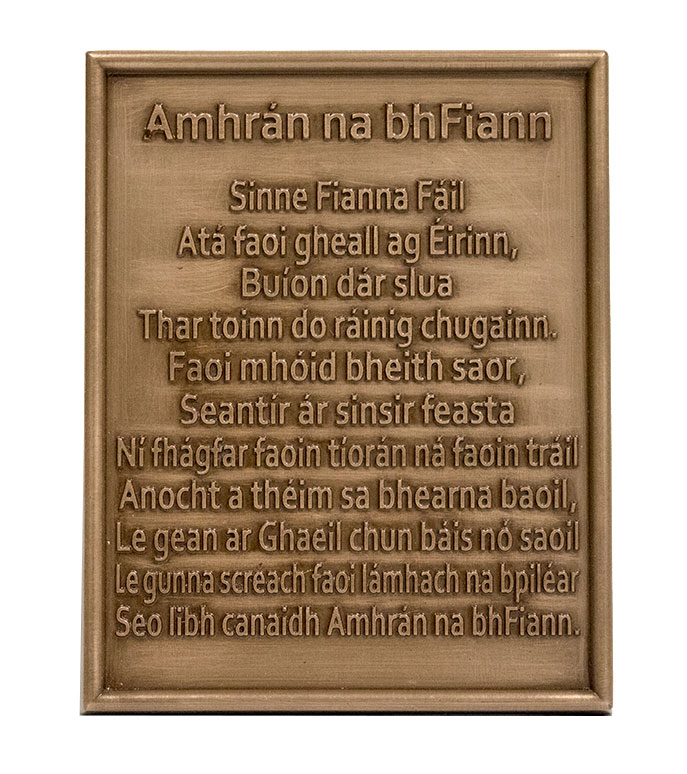 Amhrán na bhFiann
Sinne Fianna Fáil
Atá faoi gheall ag Éirinn,
Buíon dár slua
Thar toinn do ráinig chugainn.
Faoi mhóid bheith saor,
Seantír ár sinsir feasta
Ní fhágfar faoin tíorán ná faoin tráil
Anocht a théim sa bhearna baoil,
Le gean ar Ghaeil chun báis nó saoil
Le gunna scréach faoi lámhach na bpiléar
Seo libh canaidh Amhrán na bhFiann.